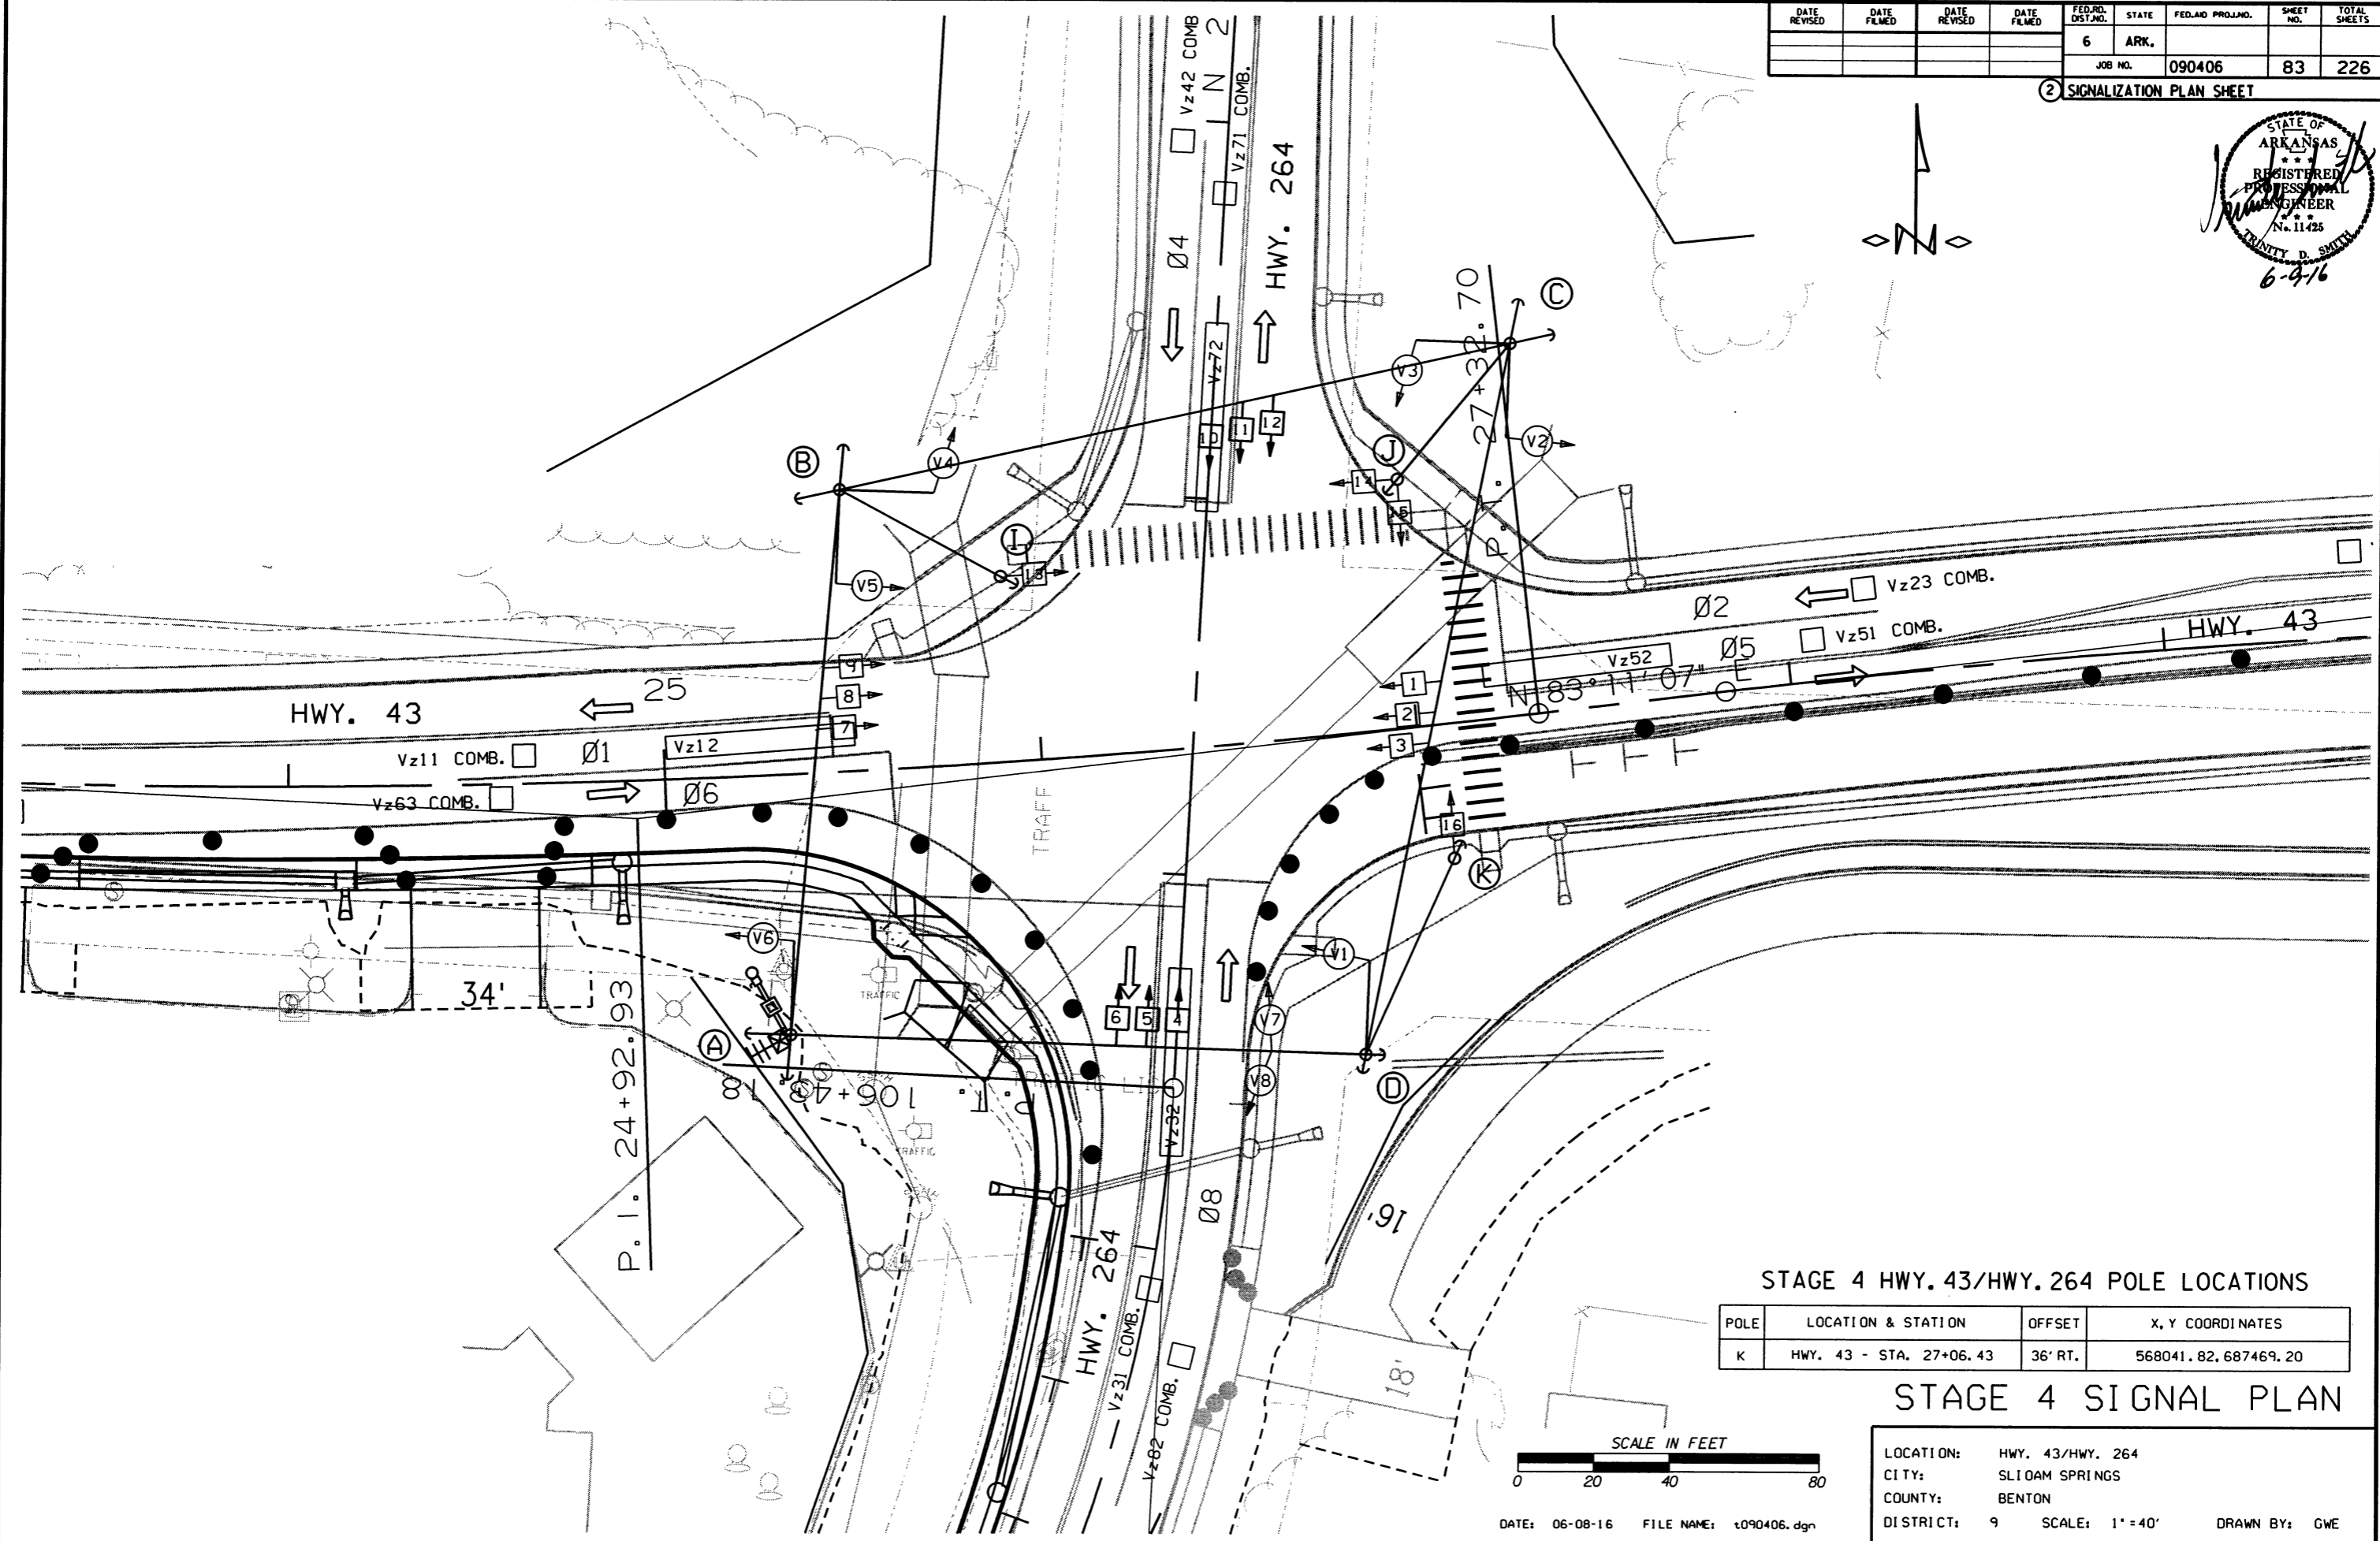 DATE REVISED
DATE FILMED
DATE REVISED
DATE FILMED
FED.RD. DIST.NO.
STATE
FED.AID PROJ.NO.
SHEET NO.
TOTAL SHEETS
6
ARK.
JOB NO.
090406
83
226
2 SIGNALIZATION PLAN SHEET
STATE OF
ARKANSAS
REGISTERED
PROFESSIONAL
ENGINEER
No. 11425
TRINITY D. SMITH
6-9-16
N
Vz42 COMB
N 2
Vz71 COMB.
Ø4
HWY. 264
Vz72
27+32.70
P.T.
C
V3
V2
J
B
V4
V5
I
10
11
12
13
14
15
Ø2
Vz23 COMB.
Vz51 COMB.
Ø5
HWY. 43
Vz52
N 83° 11' 07" E
1
2
3
9
8
7
25
HWY. 43
Vz11 COMB.
Ø1
Vz12
Vz63 COMB.
Ø6
TRAFF
16
K
V6
V1
V7
V8
6
5
4
A
D
34'
TRAFFIC
TRAFFIC
106+43.78
P.I. 24+92.93
Vz32
Ø8
16'
HWY. 264
Vz31 COMB.
Vz82 COMB.
18'
STAGE 4 HWY. 43/HWY. 264 POLE LOCATIONS
POLE
LOCATION & STATION
OFFSET
X, Y COORDINATES
K
HWY. 43 - STA. 27+06.43
36' RT.
568041.82, 687469.20
STAGE 4 SIGNAL PLAN
SCALE IN FEET
0 20 40 80
DATE: 06-08-16 FILE NAME: t090406.dgn
LOCATION: HWY. 43/HWY. 264
CITY: SLIOAM SPRINGS
COUNTY: BENTON
DISTRICT: 9 SCALE: 1"=40' DRAWN BY: GWE